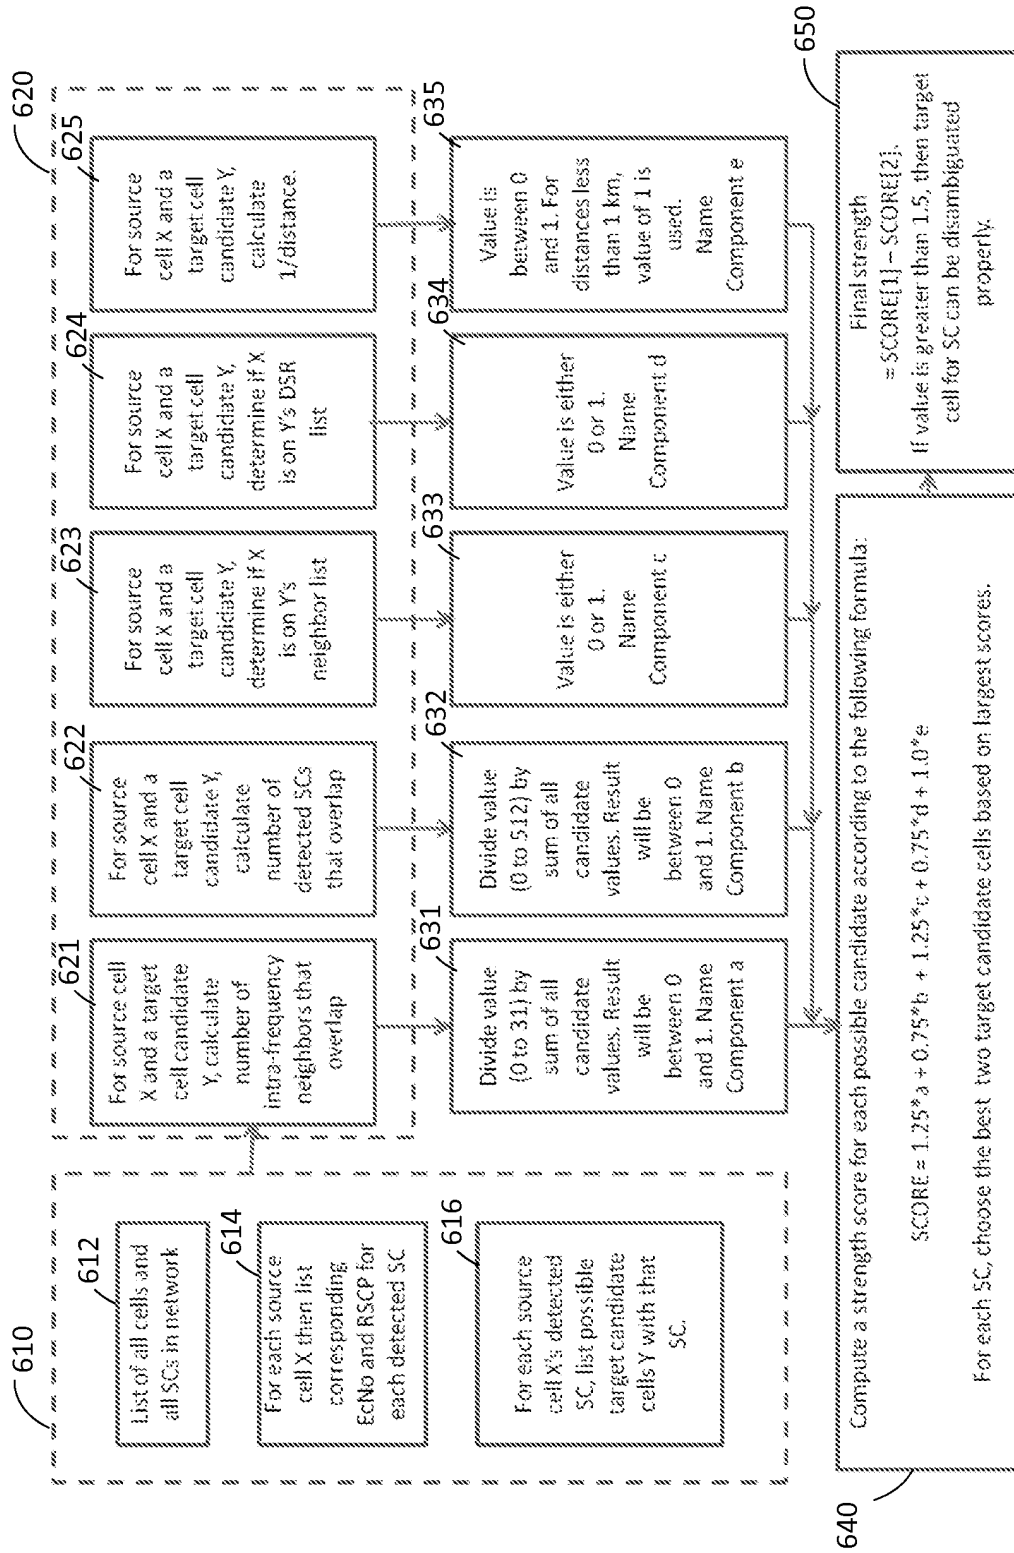 610
612
List of all cells and
all SCs in network
614
For each source
cell X then list
corresponding
EcNo and RSCP for
each detected SC
616
For each source
cell X's detected
SC, list possible
target candidate
cells Y with that
SC.
620
621
For source cell
X and a target
cell candidate
Y, calculate
number of
intra-frequency
neighbors that
overlap
622
For source
cell X and a
target cell
candidate Y,
calculate
number of
detected SCs
that overlap
623
For source
cell X and a
target cell
candidate Y,
determine if X
is on Y's
neighbor list
624
For source
cell X and a
target cell
candidate Y,
determine if X
is on Y's DSR
list
625
For source
cell X and a
target cell
candidate Y,
calculate
1/distance.
631
Divide value
(0 to 31) by
sum of all
candidate
values. Result
will be
between 0
and 1. Name
Component a
632
Divide value
(0 to 512) by
sum of all
candidate
values. Result
will be
between 0
and 1. Name
Component b
633
Value is either
0 or 1.
Name
Component c
634
Value is either
0 or 1.
Name
Component d
635
Value is
between 0
and 1. For
distances less
than 1 km,
value of 1 is
used.
Name
Component e
640
Compute a strength score for each possible candidate according to the following formula:
SCORE = 1.25*a + 0.75*b + 1.25*c + 0.75*d + 1.0*e
For each SC, choose the best two target candidate cells based on largest scores.
650
Final strength
= SCORE[1] – SCORE[2].
If value is greater than 1.5, then target
cell for SC can be disambiguated
properly.